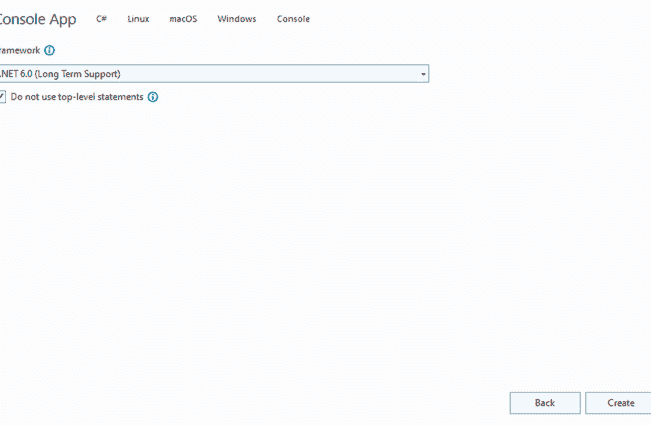 Console App C# Linux macOS Windows Console
Framework
.NET 6.0 (Long Term Support)
Do not use top-level statements
Back Create